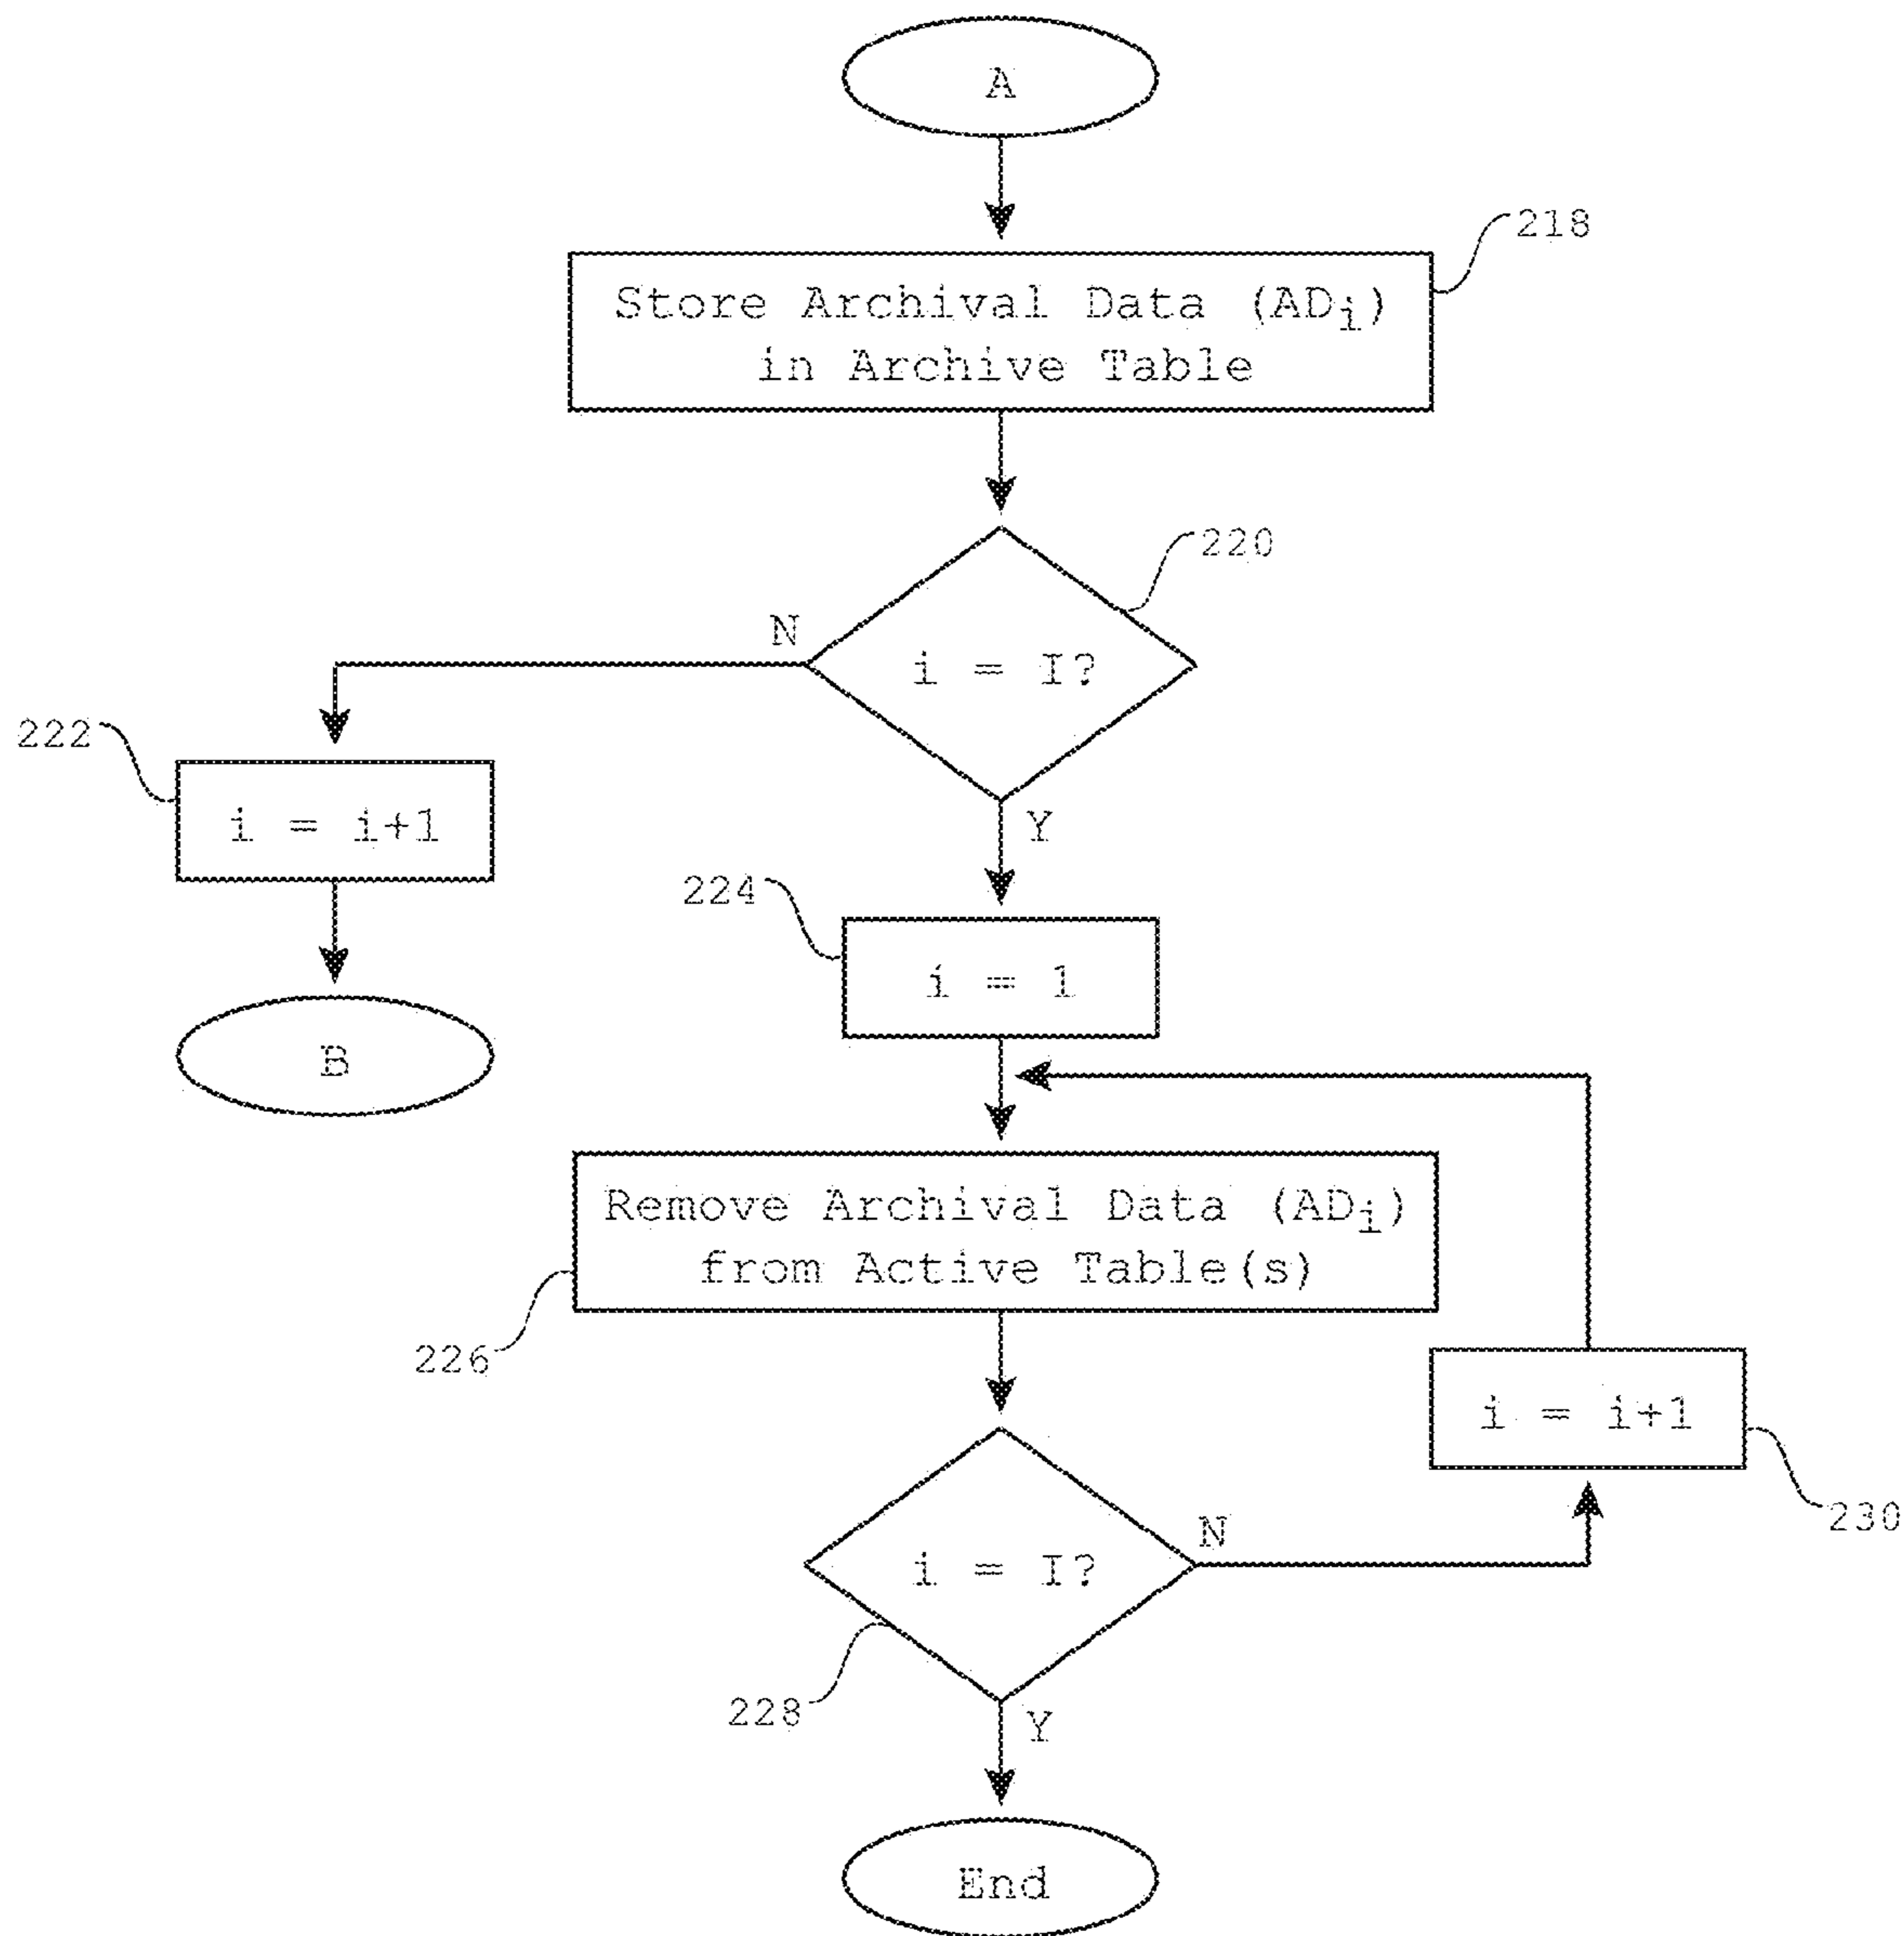 A
218
Store Archival Data (ADi)
in Archive Table
220
N
i = I?
222
i = i+1
Y
224
i = 1
B
Remove Archival Data (ADi)
from Active Table(s)
226
i = i+1
230
N
i = I?
228
Y
End